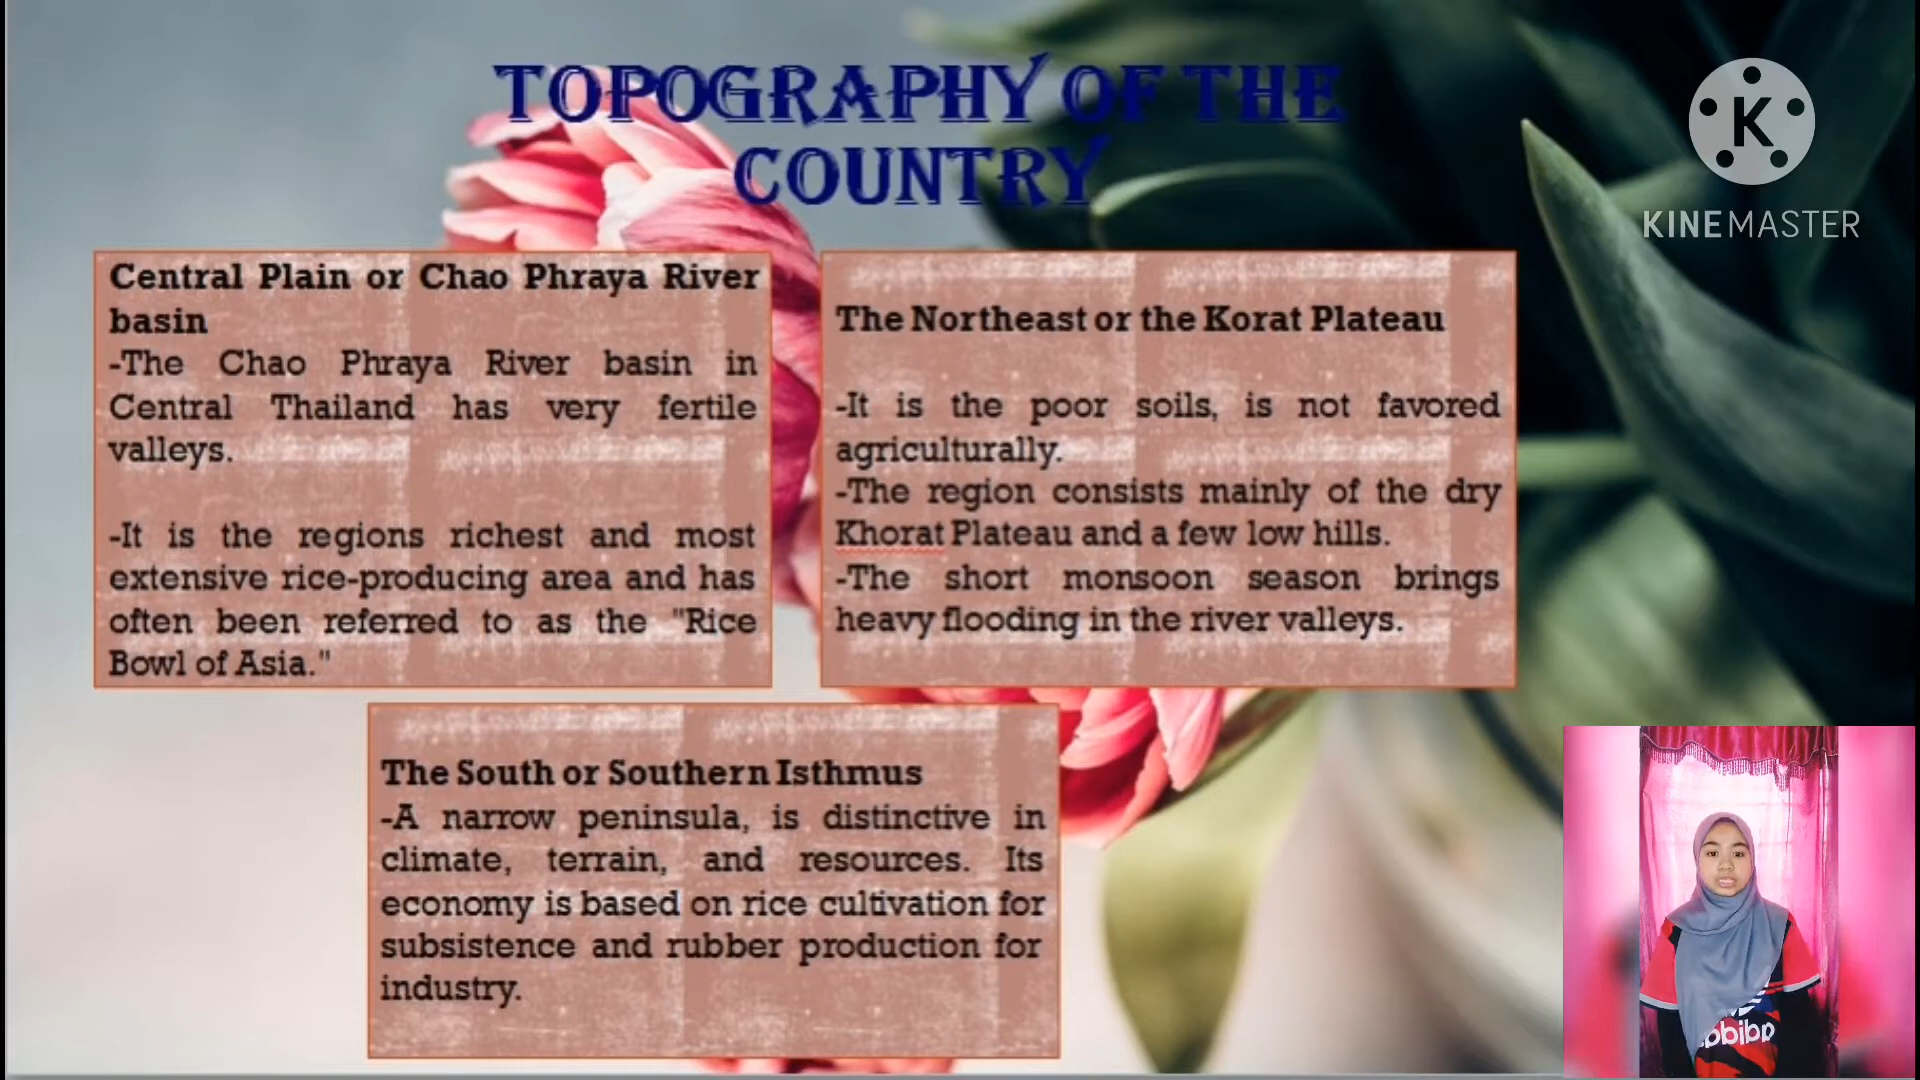 TOPOGRAPHY OF THE
COUNTRY
KINEMASTER
Central Plain or Chao Phraya River
basin
-The Chao Phraya River basin in
Central Thailand has very fertile
valleys.
-It is the regions richest and most
extensive rice-producing area and has
often been referred to as the "Rice
Bowl of Asia."
The Northeast or the Korat Plateau
-It is the poor soils, is not favored
agriculturally.
-The region consists mainly of the dry
Khorat Plateau and a few low hills.
-The short monsoon season brings
heavy flooding in the river valleys.
The South or Southern Isthmus
-A narrow peninsula, is distinctive in
climate, terrain, and resources. Its
economy is based on rice cultivation for
subsistence and rubber production for
industry.